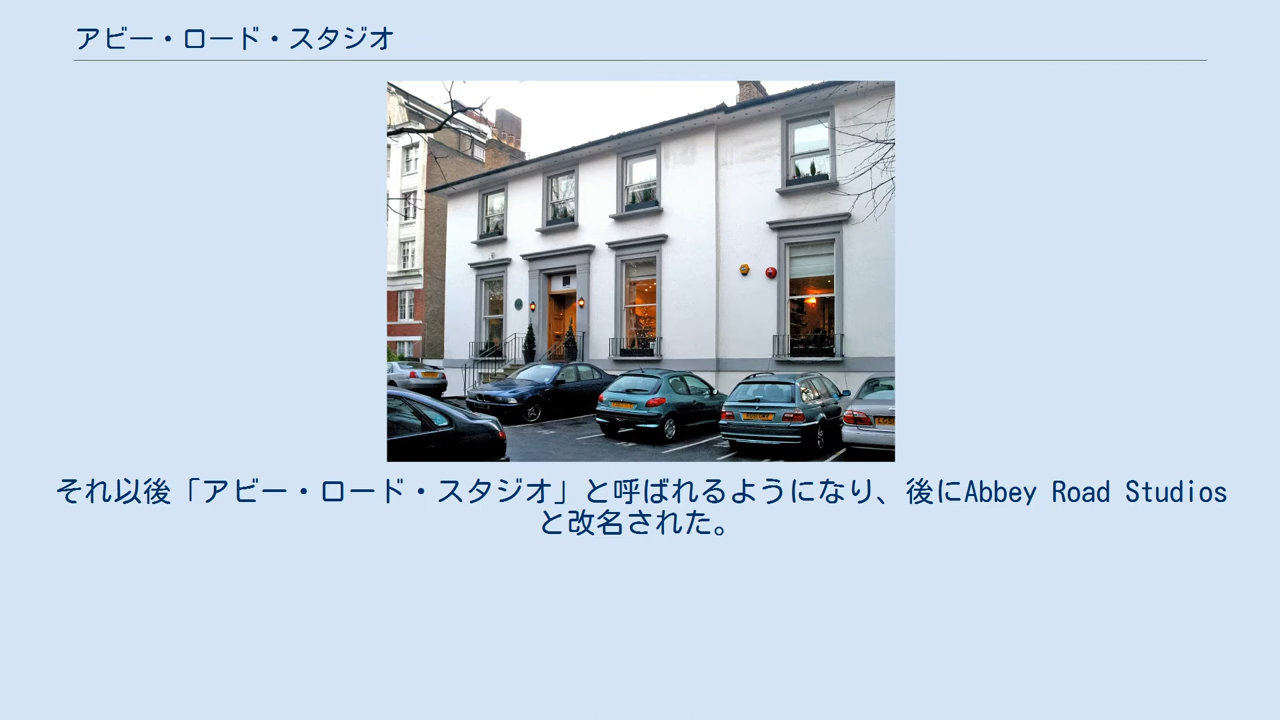 アビー・ロード・スタジオ
それ以後「アビー・ロード・スタジオ」と呼ばれるようになり、後にAbbey Road Studios
と改名された。